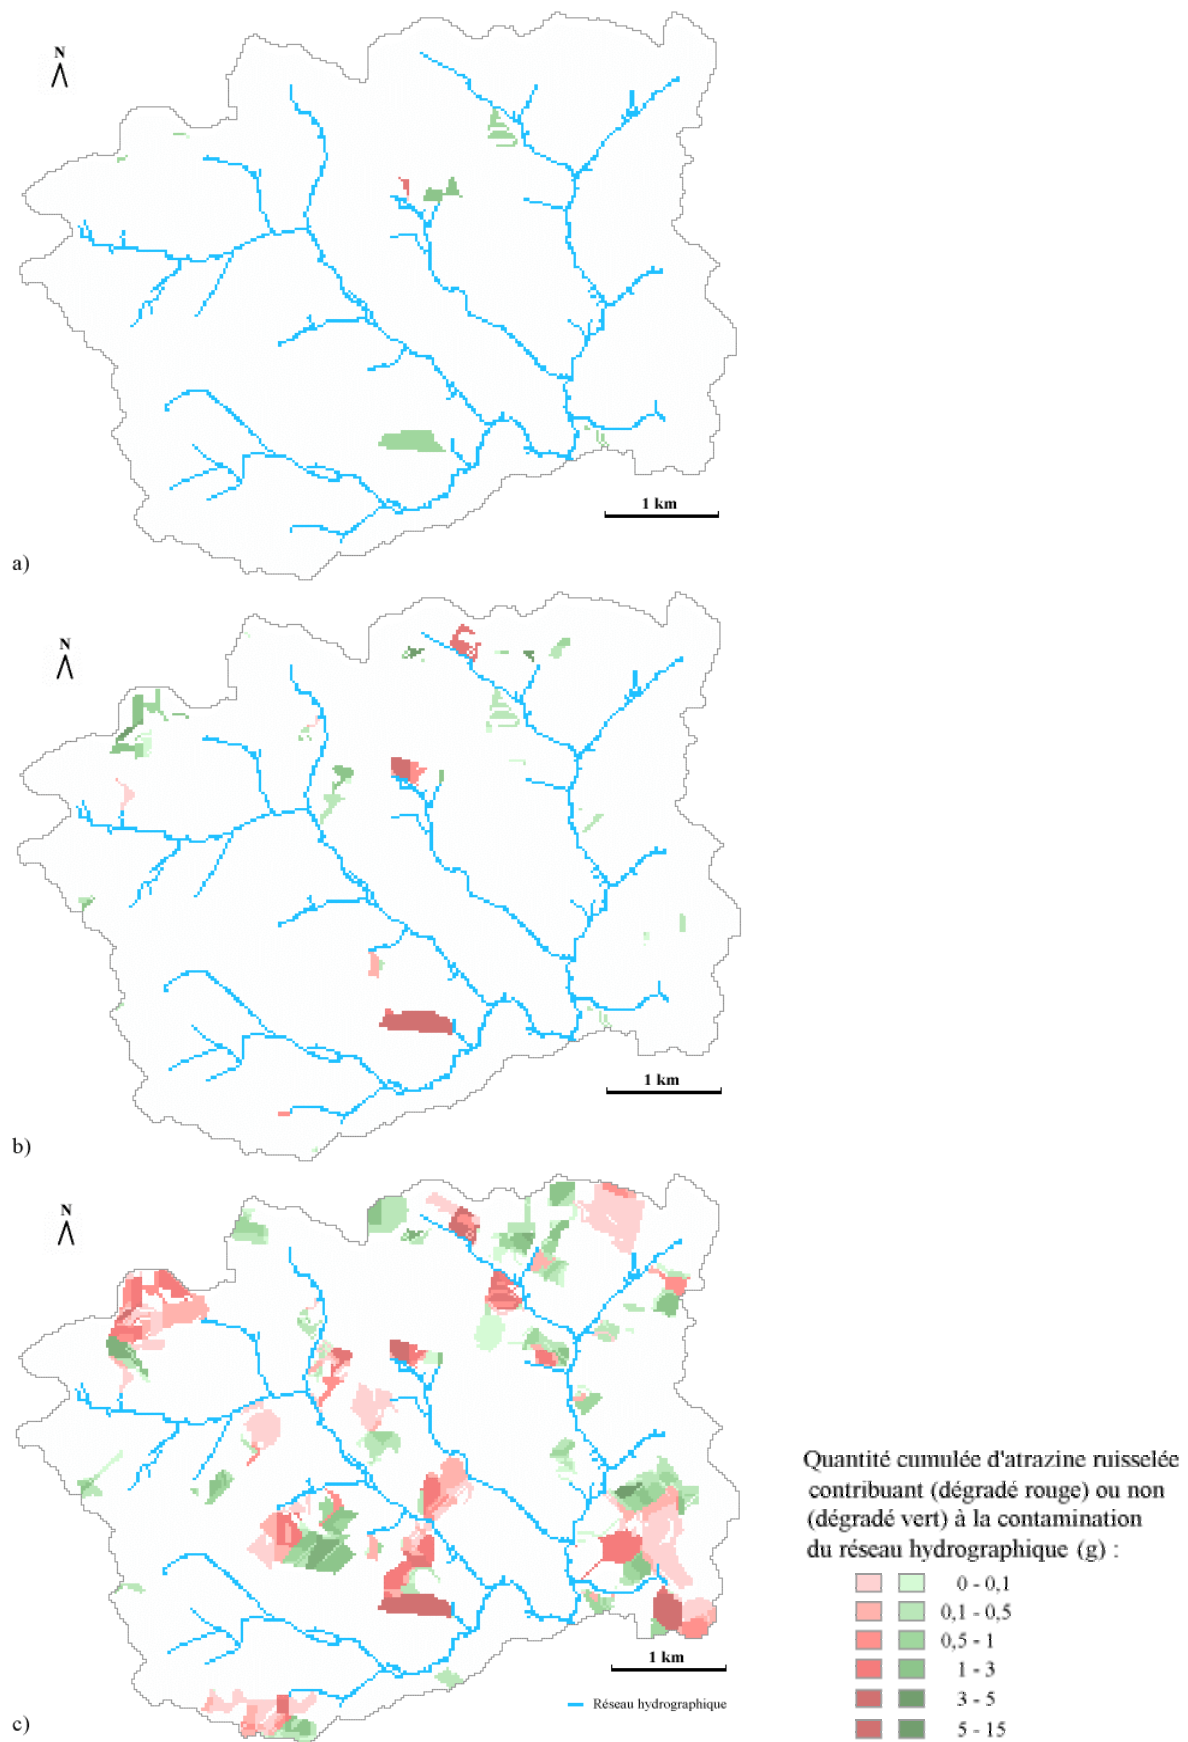 N
1 km
a)
N
1 km
b)
N
1 km
Réseau hydrographique
c)
Quantité cumulée d'atrazine ruisselée
contribuant (dégradé rouge) ou non
(dégradé vert) à la contamination
du réseau hydrographique (g) :
0 - 0,1
0,1 - 0,5
0,5 - 1
1 - 3
3 - 5
5 - 15